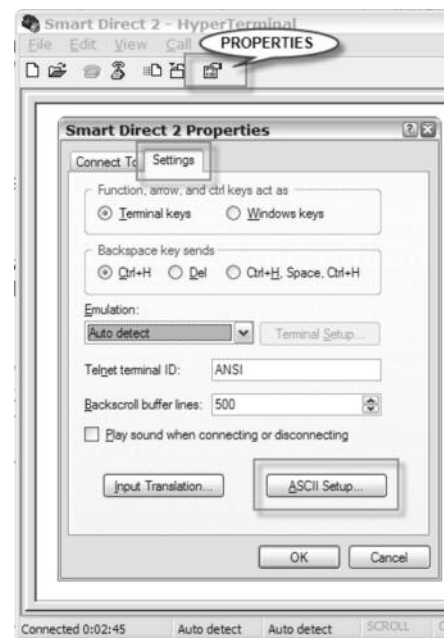 Smart Direct 2 - HyperTerminal
File Edit View Call
PROPERTIES
Smart Direct 2 Properties
Connect To Settings
Function, arrow, and ctrl keys act as
Terminal keys Windows keys
Backspace key sends
Ctrl+H Del Ctrl+H, Space, Ctrl+H
Emulation:
Auto detect Terminal Setup...
Telnet terminal ID: ANSI
Backscroll buffer lines: 500
Play sound when connecting or disconnecting
Input Translation... ASCII Setup...
OK Cancel
Connected 0:02:45 Auto detect Auto detect SCROLL